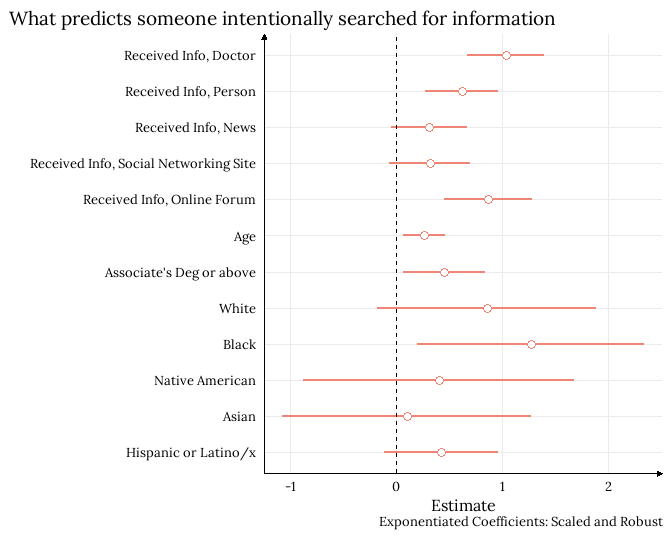 What predicts someone intentionally searched for information
Received Info, Doctor
Received Info, Person
Received Info, News
Received Info, Social Networking Site
Received Info, Online Forum
Age
Associate's Deg or above
White
Black
Native American
Asian
Hispanic or Latino/x
-1 0 1 2
Estimate
Exponentiated Coefficients: Scaled and Robust